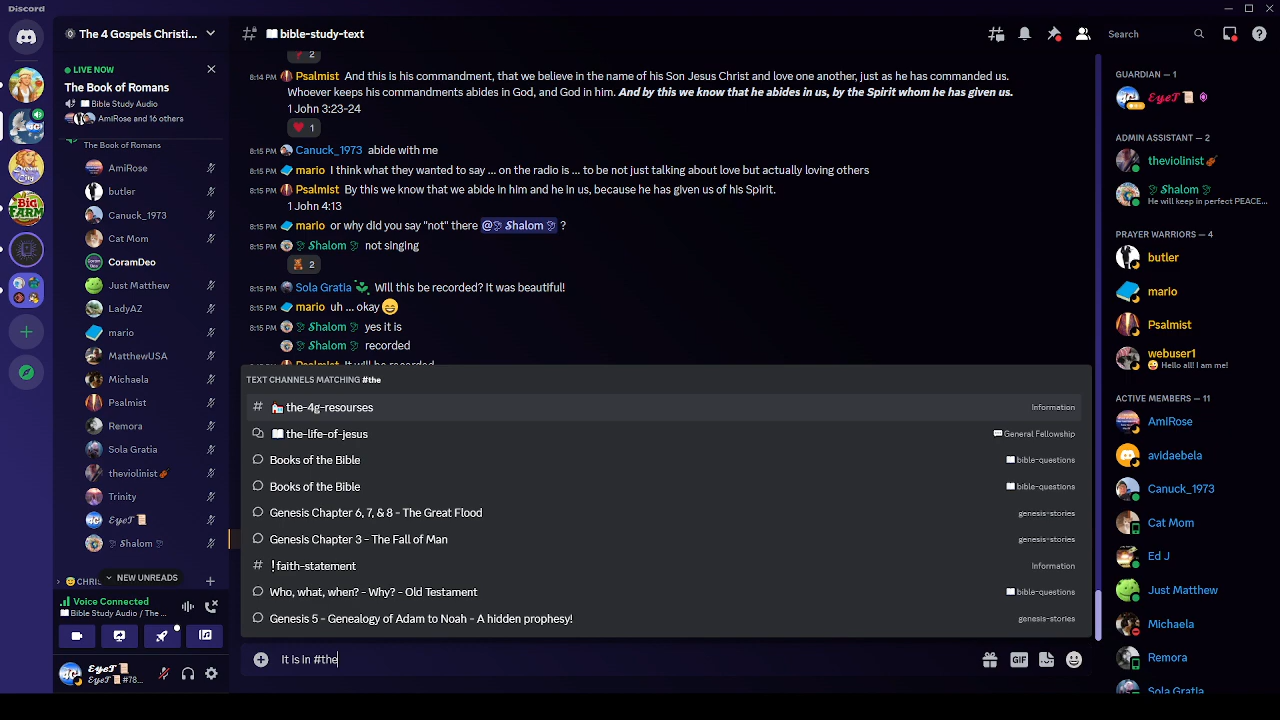 Discord
The 4 Gospels Christi...
LIVE NOW
The Book of Romans
Bible Study Audio
AmiRose and 16 others
The Book of Romans
AmiRose
butler
Canuck_1973
Cat Mom
CoramDeo
Just Matthew
LadyAZ
mario
MatthewUSA
Michaela
Psalmist
Remora
Sola Gratia
theviolinist
Trinity
EyeT
Shalom
CHRIS
NEW UNREADS
Voice Connected
Bible Study Audio / The ...
EyeT
EyeT #78...
bible-study-text
Search
2
8:14 PM Psalmist And this is his commandment, that we believe in the name of his Son Jesus Christ and love one another, just as he has commanded us.
Whoever keeps his commandments abides in God, and God in him. And by this we know that he abides in us, by the Spirit whom he has given us.
1 John 3:23-24
1
8:15 PM Canuck_1973 abide with me
8:15 PM mario I think what they wanted to say ... on the radio is ... to be not just talking about love but actually loving others
8:15 PM Psalmist By this we know that we abide in him and he in us, because he has given us of his Spirit.
1 John 4:13
8:15 PM mario or why did you say "not" there @Shalom ?
8:15 PM Shalom not singing
2
8:15 PM Sola Gratia Will this be recorded? It was beautiful!
8:15 PM mario uh ... okay
8:15 PM Shalom yes it is
Shalom recorded
8:15 PM Psalmist It will be recorded
TEXT CHANNELS MATCHING #the
the-4g-resourses Information
the-life-of-jesus General Fellowship
Books of the Bible bible-questions
Books of the Bible bible-questions
Genesis Chapter 6, 7, & 8 - The Great Flood genesis-stories
Genesis Chapter 3 - The Fall of Man genesis-stories
faith-statement Information
Who, what, when? - Why? - Old Testament bible-questions
Genesis 5 - Genealogy of Adam to Noah - A hidden prophesy! genesis-stories
It is in #the
GIF
GUARDIAN — 1
EyeT
ADMIN ASSISTANT — 2
theviolinist
Shalom
He will keep in perfect PEACE...
PRAYER WARRIORS — 4
butler
mario
Psalmist
webuser1
Hello all! I am me!
ACTIVE MEMBERS — 11
AmiRose
avidaebela
Canuck_1973
Cat Mom
Ed J
Just Matthew
Michaela
Remora
Sola Gratia